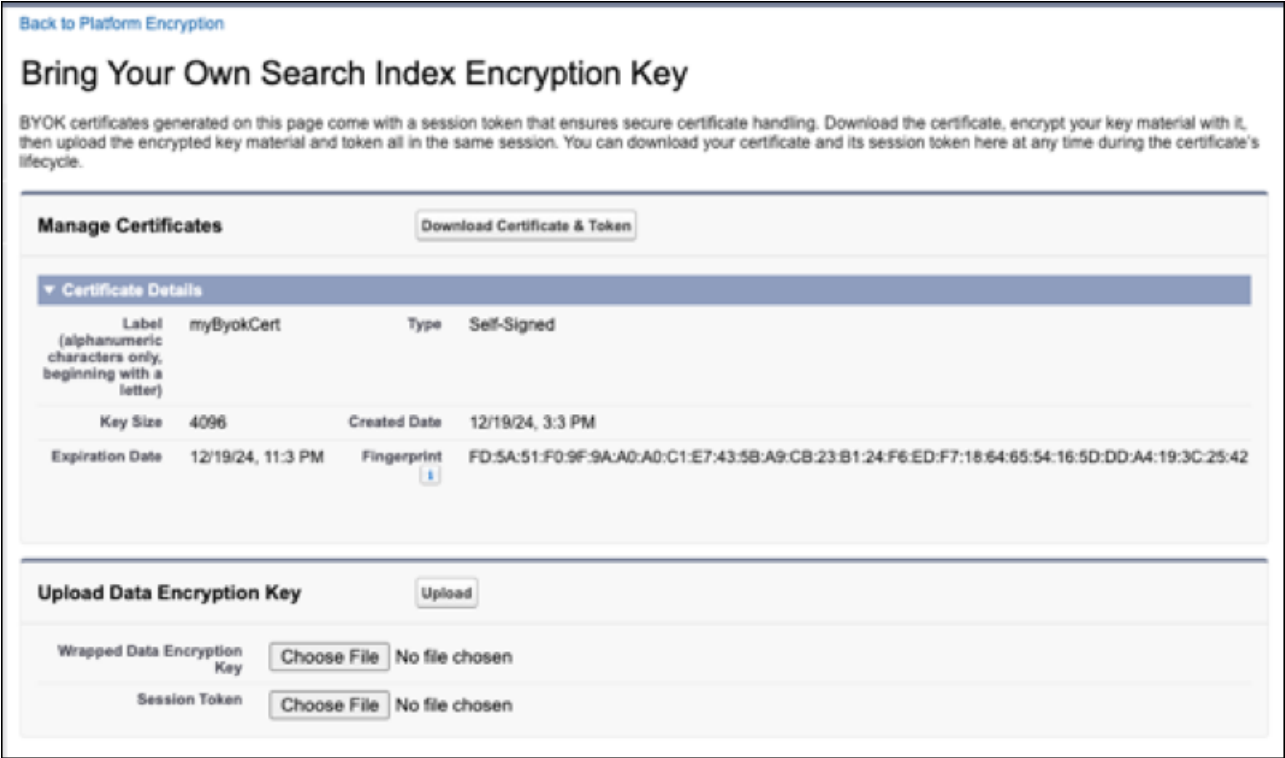 Back to Platform Encryption
Bring Your Own Search Index Encryption Key
BYOK certificates generated on this page come with a session token that ensures secure certificate handling. Download the certificate, encrypt your key material with it,
then upload the encrypted key material and token all in the same session. You can download your certificate and its session token here at any time during the certificate's
lifecycle.
Manage Certificates Download Certificate & Token
▼ Certificate Details
Label myByokCert Type Self-Signed
(alphanumeric
characters only,
beginning with a
letter)
Key Size 4096 Created Date 12/19/24, 3:3 PM
Expiration Date 12/19/24, 11:3 PM Fingerprint FD:5A:51:F0:9F:9A:A0:A0:C1:E7:43:5B:A9:CB:23:B1:24:F6:ED:F7:18:64:65:54:16:5D:DD:A4:19:3C:25:42
i
Upload Data Encryption Key Upload
Wrapped Data Encryption Choose File No file chosen
Key
Session Token Choose File No file chosen